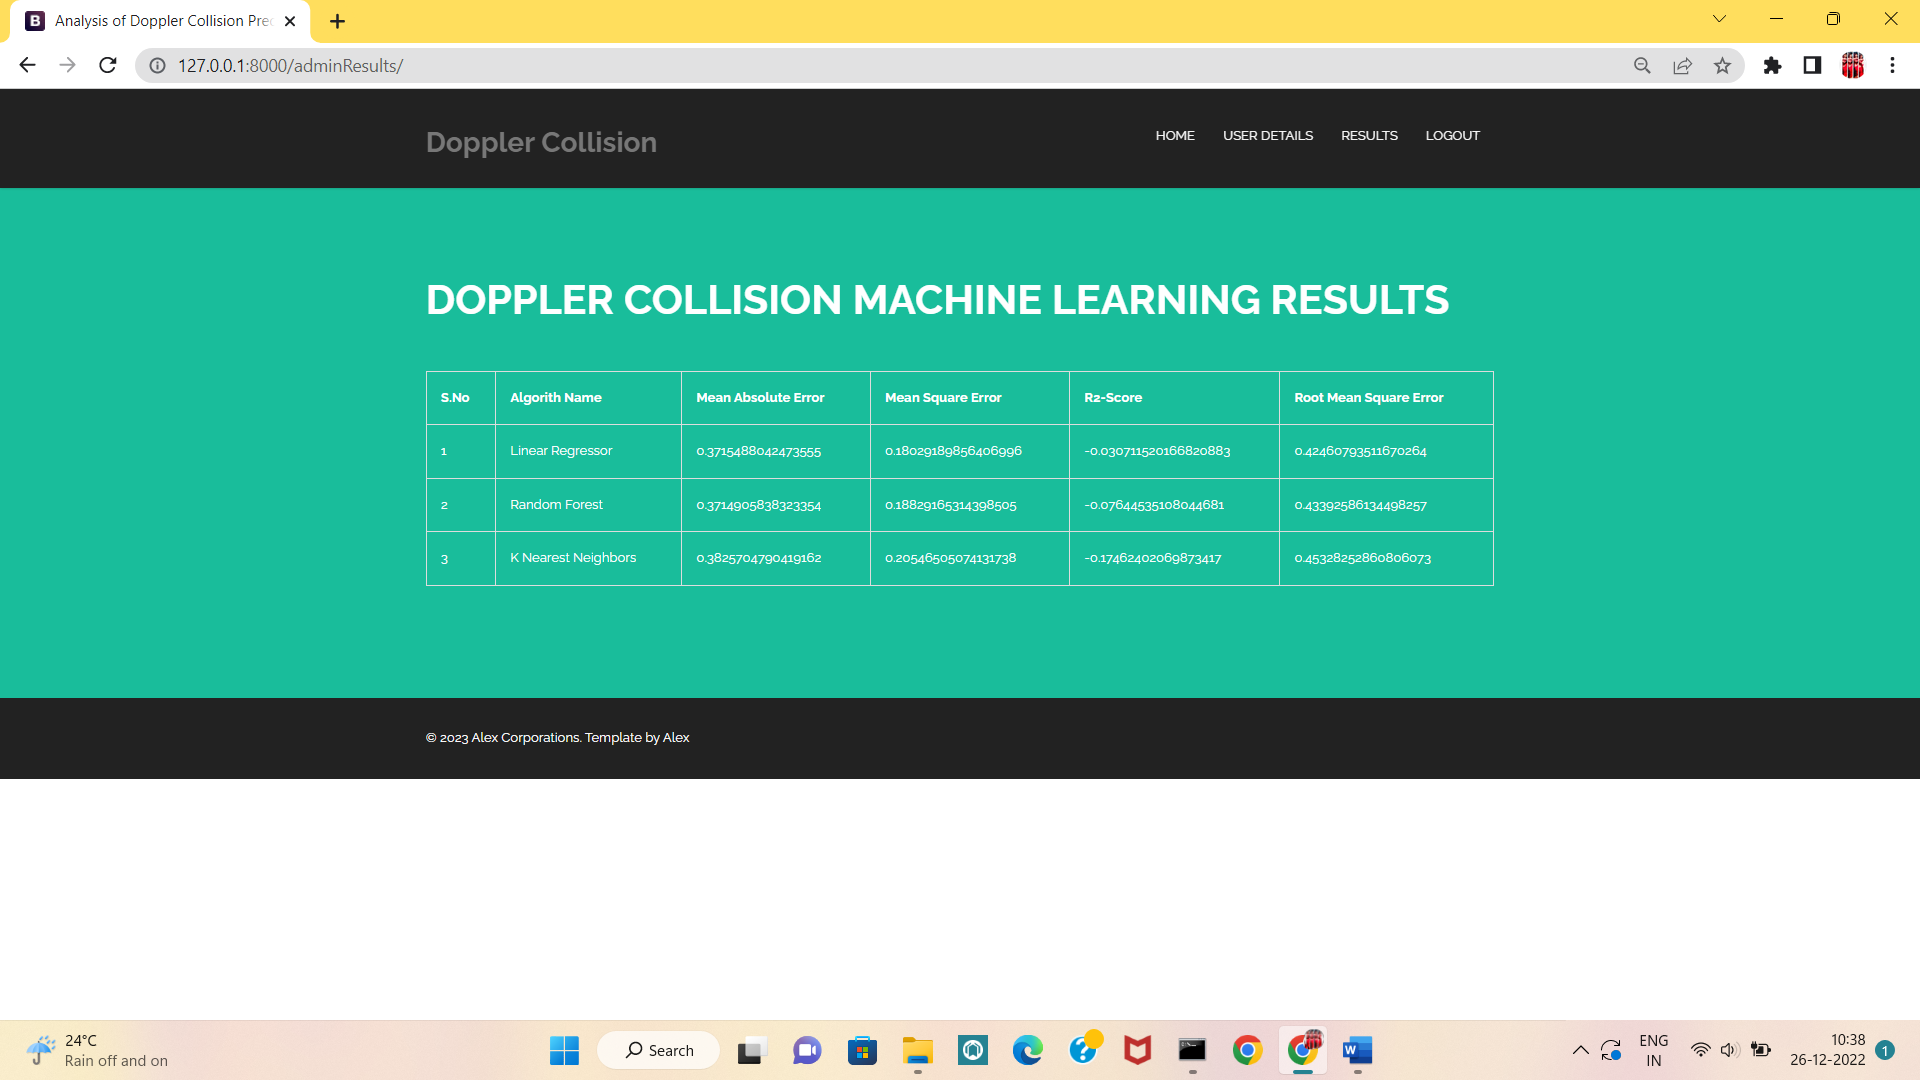 Analysis of Doppler Collision Pre
127.0.0.1:8000/adminResults/
Doppler Collision
HOME USER DETAILS RESULTS LOGOUT
DOPPLER COLLISION MACHINE LEARNING RESULTS
S.No Algorith Name Mean Absolute Error Mean Square Error R2-Score Root Mean Square Error
1 Linear Regressor 0.3715488042473555 0.18029189856406996 -0.030711520166820883 0.42460793511670264
2 Random Forest 0.3714905838323354 0.18829165314398505 -0.07644535108044681 0.43392586134498257
3 K Nearest Neighbors 0.3825704790419162 0.20546505074131738 -0.17462402069873417 0.45328252860806073
© 2023 Alex Corporations. Template by Alex
24°C
Rain off and on
Search
ENG
IN
10:38
26-12-2022
1